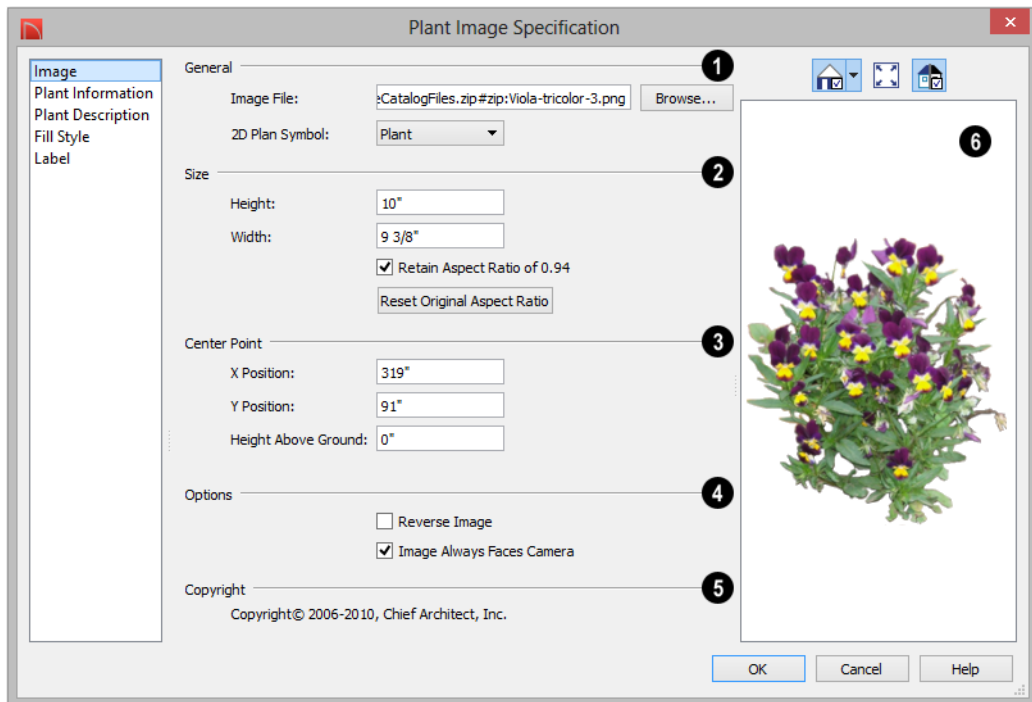 Plant Image Specification
Image
Plant Information
Plant Description
Fill Style
Label
General
1
Image File:
eCatalogFiles.zip#zip:Viola-tricolor-3.png
Browse...
2D Plan Symbol:
Plant
Size
2
Height:
10"
Width:
9 3/8"
Retain Aspect Ratio of 0.94
Reset Original Aspect Ratio
Center Point
3
X Position:
319"
Y Position:
91"
Height Above Ground:
0"
Options
4
Reverse Image
Image Always Faces Camera
Copyright
5
Copyright© 2006-2010, Chief Architect, Inc.
6
OK
Cancel
Help